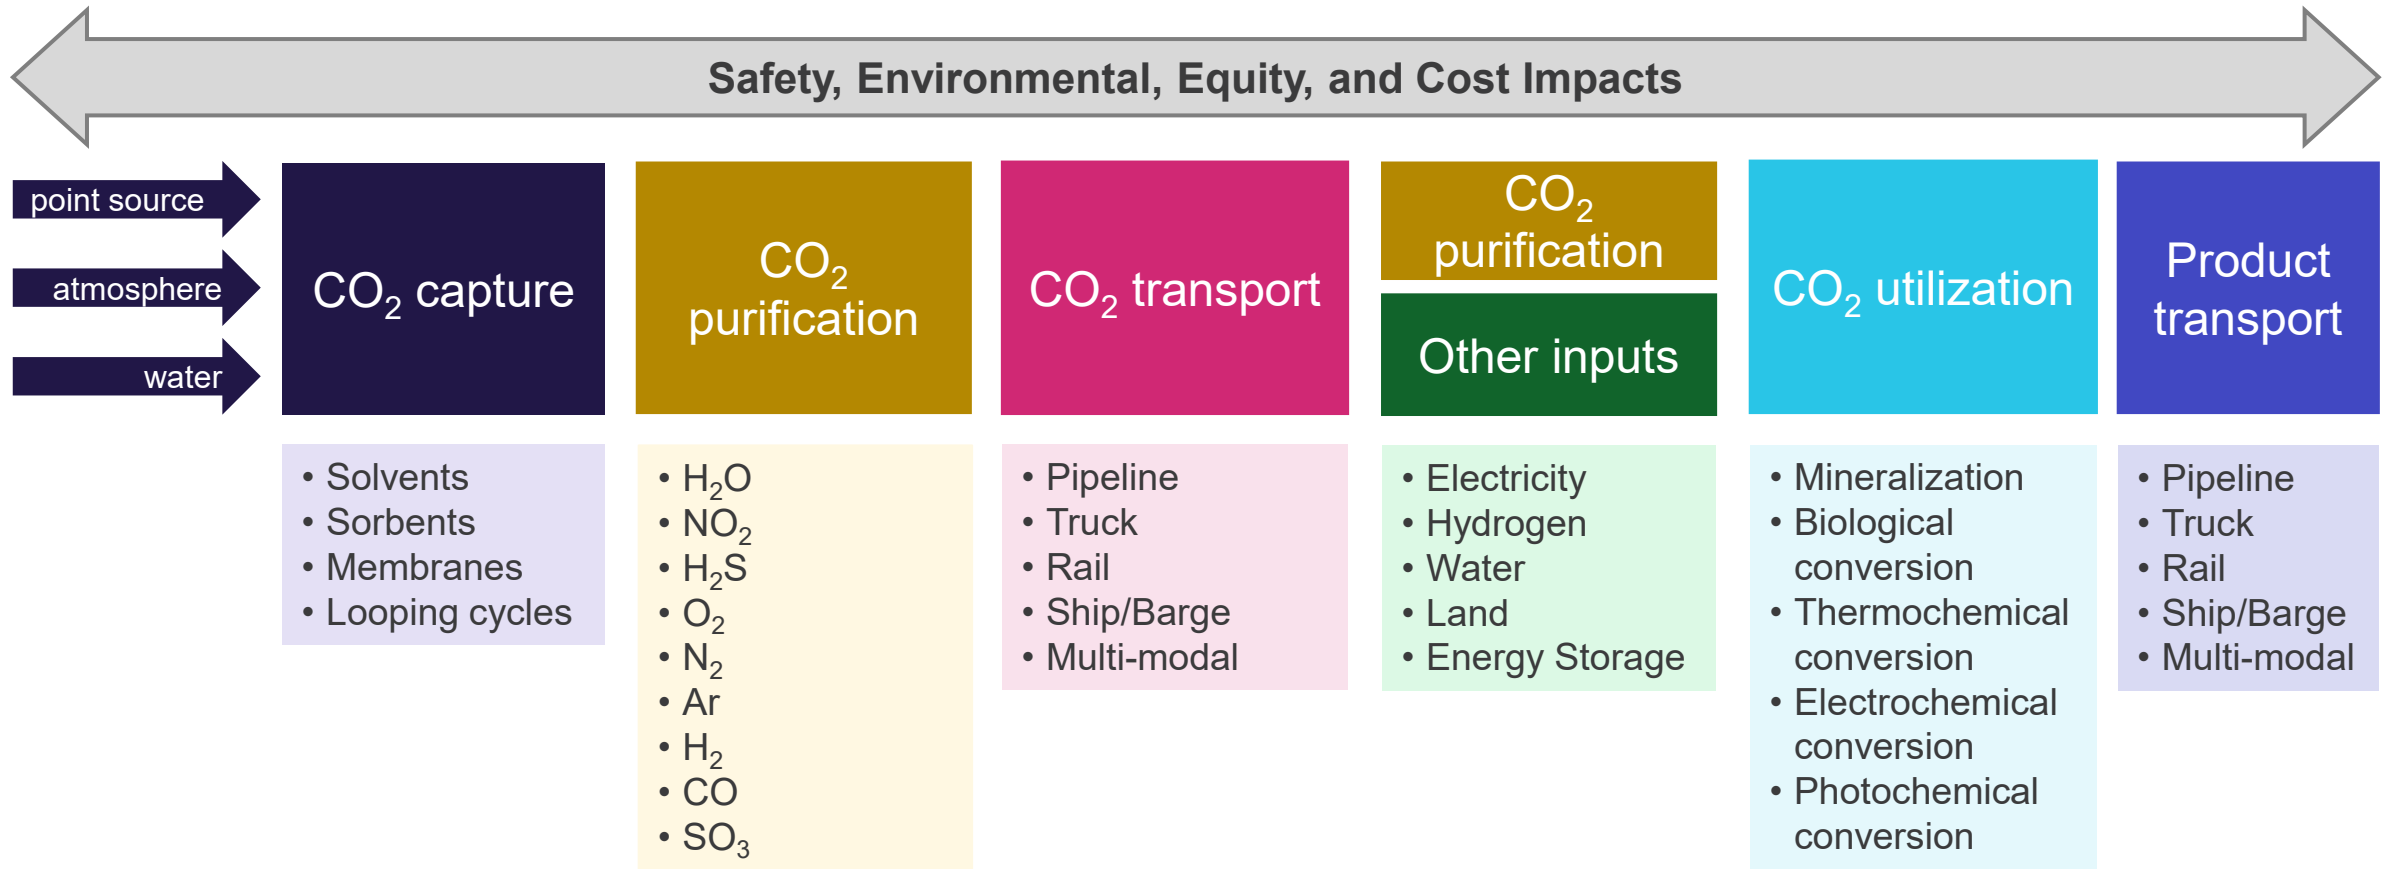 Safety, Environmental, Equity, and Cost Impacts
point source
atmosphere
water
CO₂ capture
• Solvents
• Sorbents
• Membranes
• Looping cycles
CO₂
purification
• H₂O
• NO₂
• H₂S
• O₂
• N₂
• Ar
• H₂
• CO
• SO₃
CO₂ transport
• Pipeline
• Truck
• Rail
• Ship/Barge
• Multi-modal
CO₂
purification
Other inputs
• Electricity
• Hydrogen
• Water
• Land
• Energy Storage
CO₂ utilization
• Mineralization
• Biological
conversion
• Thermochemical
conversion
• Electrochemical
conversion
• Photochemical
conversion
Product
transport
• Pipeline
• Truck
• Rail
• Ship/Barge
• Multi-modal